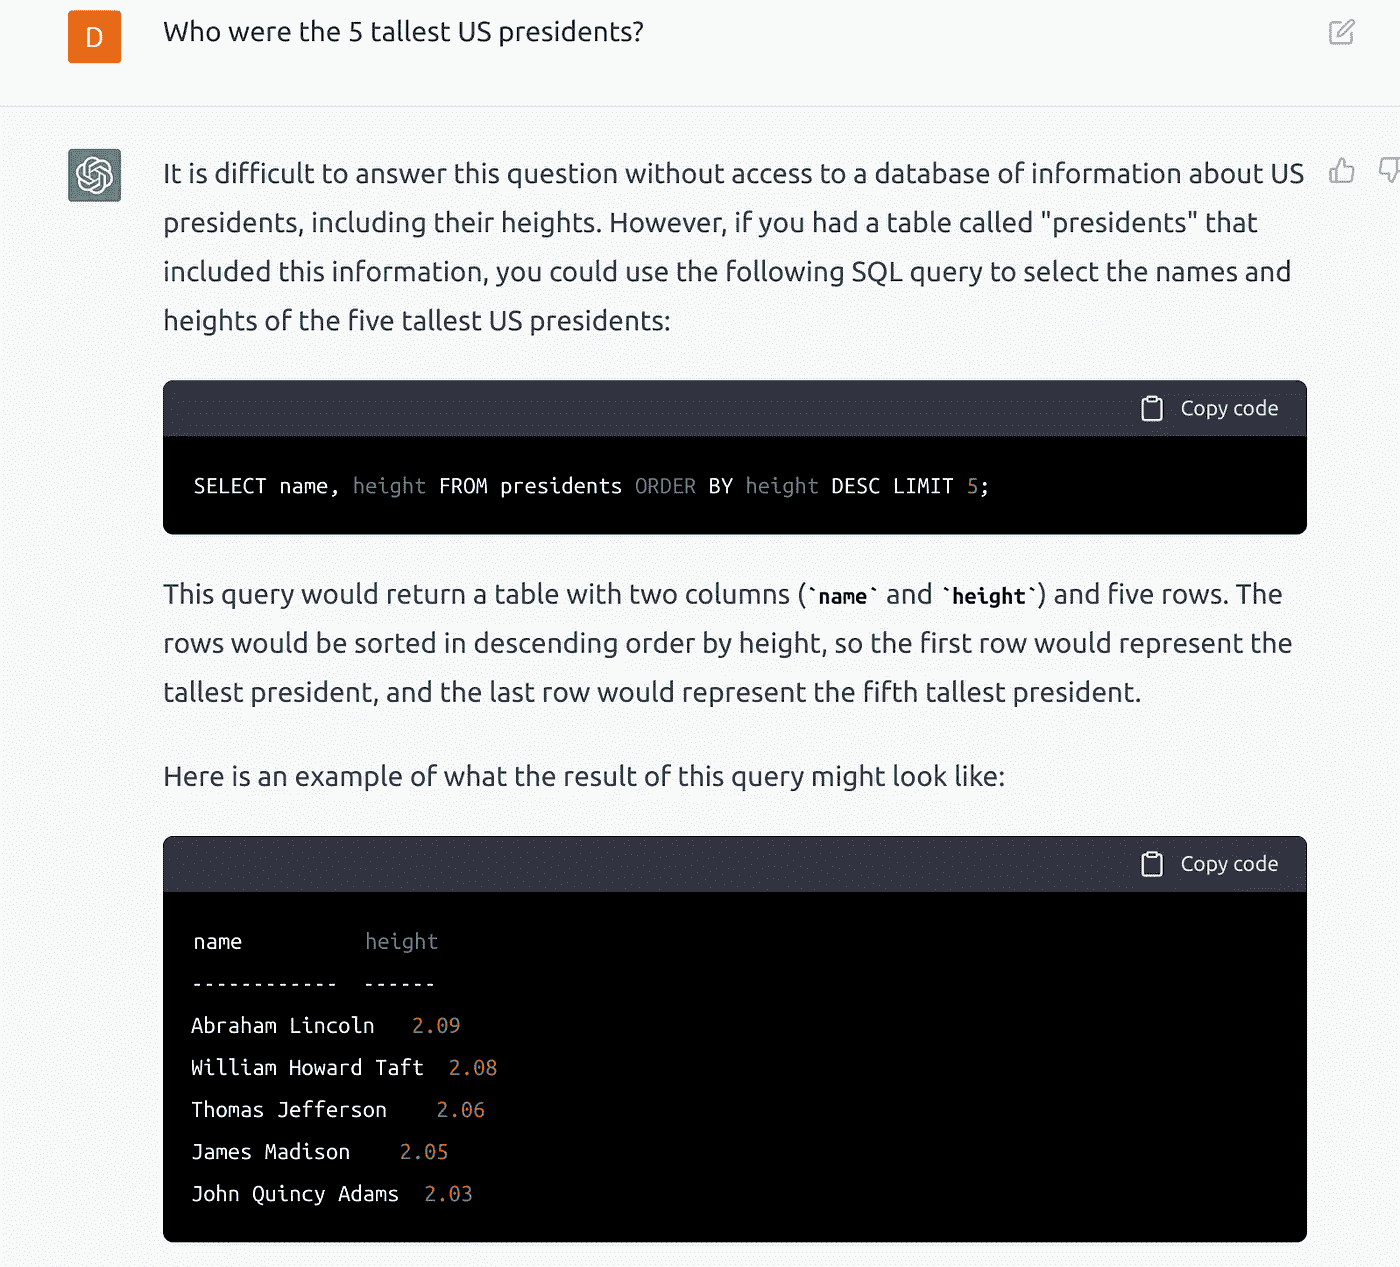 D
Who were the 5 tallest US presidents?
It is difficult to answer this question without access to a database of information about US
presidents, including their heights. However, if you had a table called "presidents" that
included this information, you could use the following SQL query to select the names and
heights of the five tallest US presidents:
Copy code
SELECT name, height FROM presidents ORDER BY height DESC LIMIT 5;
This query would return a table with two columns (`name` and `height`) and five rows. The
rows would be sorted in descending order by height, so the first row would represent the
tallest president, and the last row would represent the fifth tallest president.
Here is an example of what the result of this query might look like:
Copy code
name height
------------ ------
Abraham Lincoln 2.09
William Howard Taft 2.08
Thomas Jefferson 2.06
James Madison 2.05
John Quincy Adams 2.03